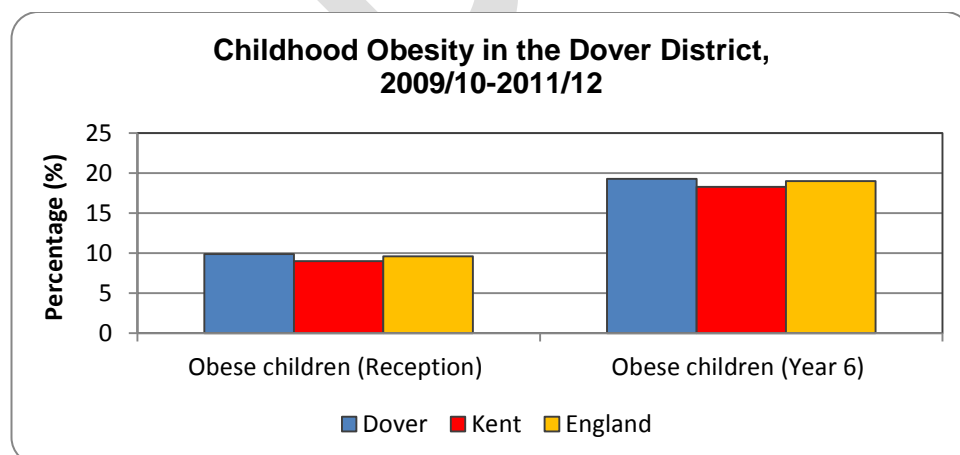 Childhood Obesity in the Dover District,
2009/10-2011/12
Percentage (%)
25
20
15
10
5
0
Obese children (Reception)
Obese children (Year 6)
Dover Kent England